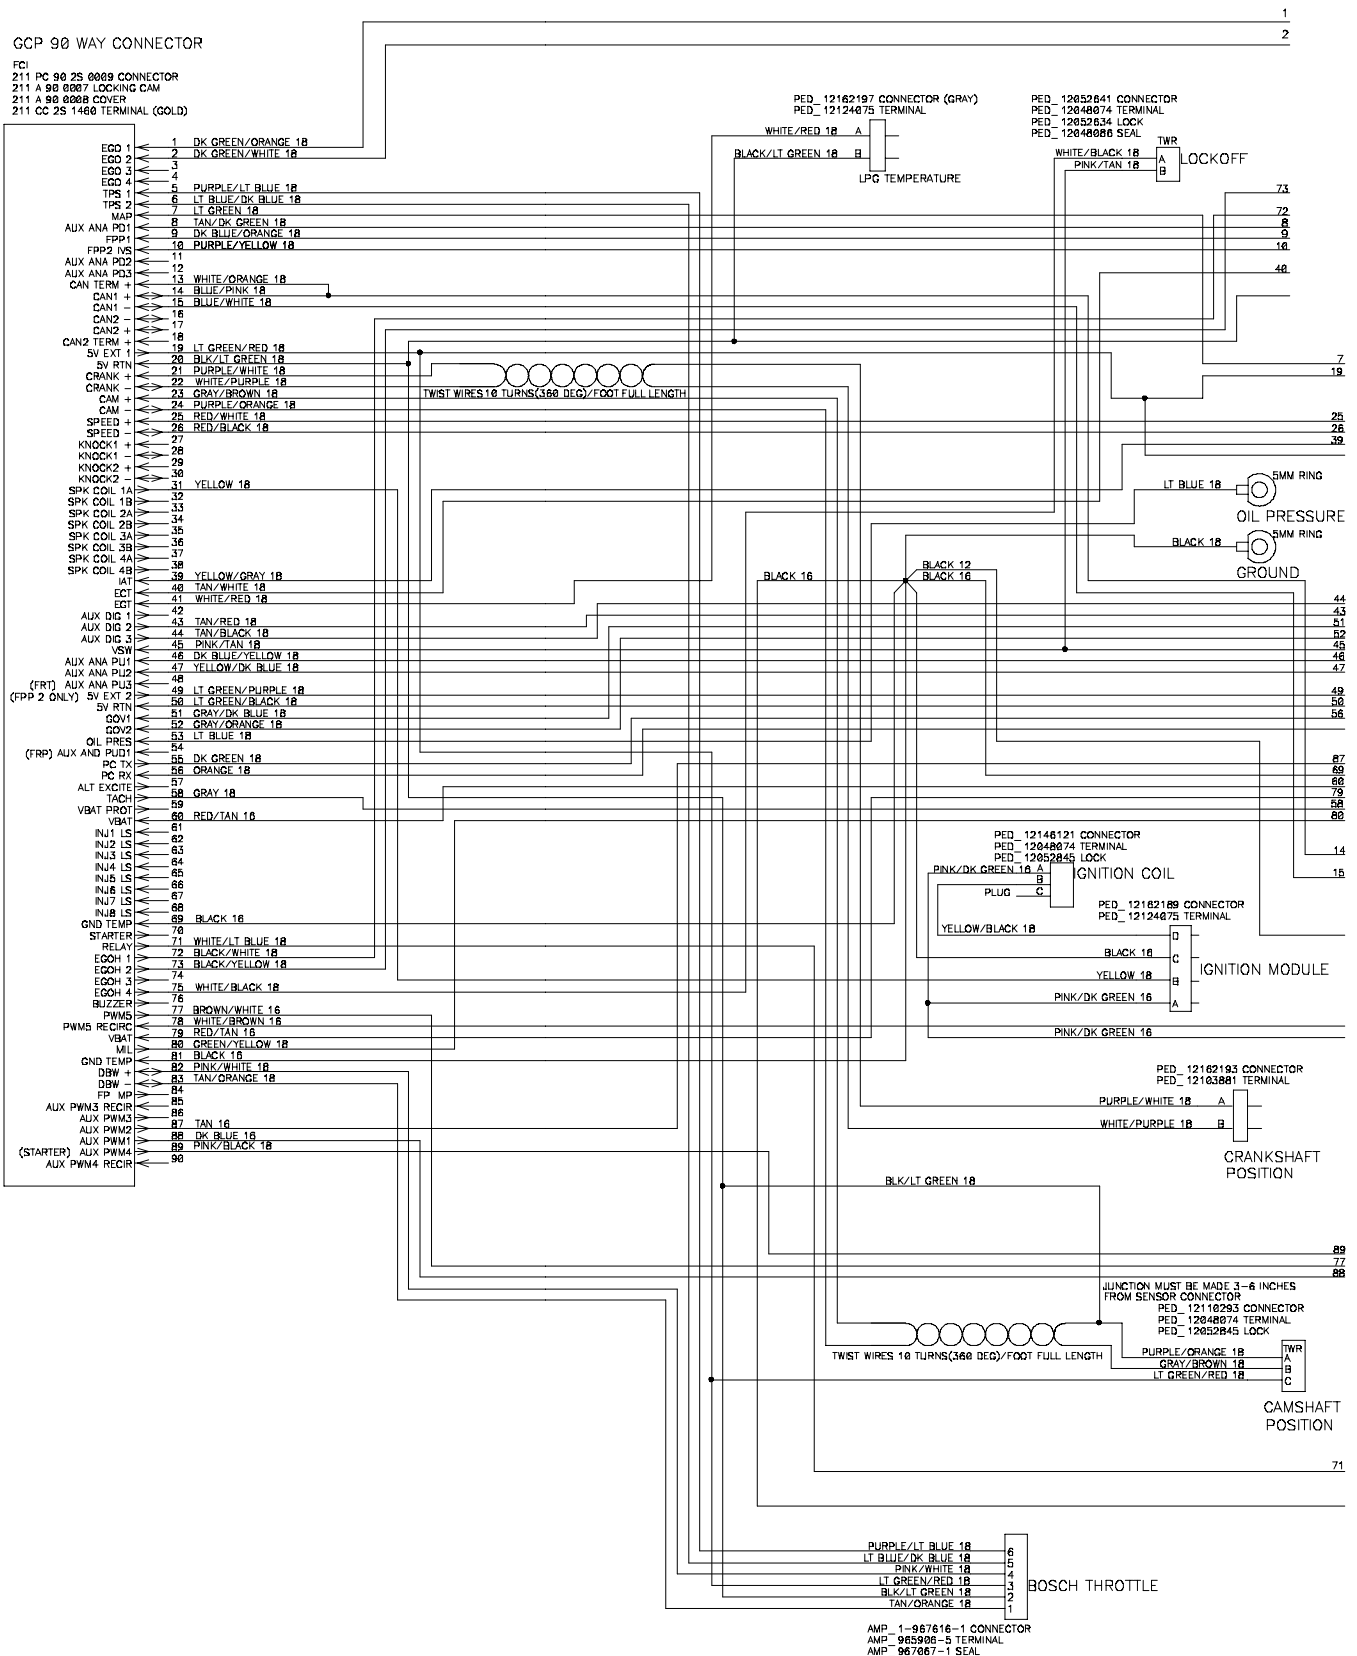 1
2
GCP 90 WAY CONNECTOR
FCI
211 PC 90 2S 0009 CONNECTOR
211 A 90 0007 LOCKING CAM
211 A 90 0008 COVER
211 CC 2S 1460 TERMINAL (GOLD)
PED_ 12162197 CONNECTOR (GRAY)
PED_ 12124075 TERMINAL
WHITE/RED 18 A
BLACK/LT GREEN 18 B
LPG TEMPERATURE
PED_ 12052641 CONNECTOR
PED_ 12048074 TERMINAL
PED_ 12052634 LOCK
PED_ 12048086 SEAL
TWR
WHITE/BLACK 18 A
PINK/TAN 18 B
LOCKOFF
EGO 1 1 DK GREEN/ORANGE 18
EGO 2 2 DK GREEN/WHITE 18
EGO 3 3
EGO 4 4
TPS 1 5 PURPLE/LT BLUE 18
TPS 2 6 LT BLUE/DK BLUE 18
MAP 7 LT GREEN 18
AUX ANA PD1 8 TAN/DK GREEN 18
FPP1 9 DK BLUE/ORANGE 18
FPP2 IVS 10 PURPLE/YELLOW 18
AUX ANA PD2 11
AUX ANA PD3 12
CAN TERM + 13 WHITE/ORANGE 18
CAN1 + 14 BLUE/PINK 18
CAN1 - 15 BLUE/WHITE 18
CAN2 - 16
CAN2 + 17
CAN2 TERM + 18
5V EXT 1 19 LT GREEN/RED 18
5V RTN 20 BLK/LT GREEN 18
CRANK + 21 PURPLE/WHITE 18
CRANK - 22 WHITE/PURPLE 18
CAM + 23 GRAY/BROWN 18
CAM - 24 PURPLE/ORANGE 18
SPEED + 25 RED/WHITE 18
SPEED - 26 RED/BLACK 18
KNOCK1 + 27
KNOCK1 - 28
KNOCK2 + 29
KNOCK2 - 30
SPK COIL 1A 31 YELLOW 18
SPK COIL 1B 32
SPK COIL 2A 33
SPK COIL 2B 34
SPK COIL 3A 35
SPK COIL 3B 36
SPK COIL 4A 37
SPK COIL 4B 38
IAT 39 YELLOW/GRAY 18
ECT 40 TAN/WHITE 18
EGT 41 WHITE/RED 18
AUX DIG 1 42
AUX DIG 2 43 TAN/RED 18
AUX DIG 3 44 TAN/BLACK 18
VSW 45 PINK/TAN 18
AUX ANA PU1 46 DK BLUE/YELLOW 18
AUX ANA PU2 47 YELLOW/DK BLUE 18
(FRT) AUX ANA PU3 48
(FPP 2 ONLY) 5V EXT 2 49 LT GREEN/PURPLE 18
5V RTN 50 LT GREEN/BLACK 18
GOV1 51 GRAY/DK BLUE 18
GOV2 52 GRAY/ORANGE 18
OIL PRES 53 LT BLUE 18
(FRP) AUX AND PUD1 54
PC TX 55 DK GREEN 18
PC RX 56 ORANGE 18
ALT EXCITE 57
TACH 58 GRAY 18
VBAT PROT 59
VBAT 60 RED/TAN 16
INJ1 LS 61
INJ2 LS 62
INJ3 LS 63
INJ4 LS 64
INJ5 LS 65
INJ6 LS 66
INJ7 LS 67
INJ8 LS 68
GND TEMP 69 BLACK 16
STARTER 70
RELAY 71 WHITE/LT BLUE 18
EGOH 1 72 BLACK/WHITE 18
EGOH 2 73 BLACK/YELLOW 18
EGOH 3 74
EGOH 4 75 WHITE/BLACK 18
BUZZER 76
PWM5 77 BROWN/WHITE 16
PWM5 RECIRC 78 WHITE/BROWN 16
VBAT 79 RED/TAN 16
MIL 80 GREEN/YELLOW 18
GND TEMP 81 BLACK 16
DBW + 82 PINK/WHITE 18
DBW - 83 TAN/ORANGE 18
FP MP 84
AUX PWM3 RECIR 85
AUX PWM3 86
AUX PWM2 87 TAN 16
AUX PWM1 88 DK BLUE 16
(STARTER) AUX PWM4 89 PINK/BLACK 18
AUX PWM4 RECIR 90
73
72
8
9
10
40
7
19
TWIST WIRES 10 TURNS(360 DEG)/FOOT FULL LENGTH
25
26
39
LT BLUE 18
5MM RING
OIL PRESSURE
BLACK 18
5MM RING
GROUND
BLACK 16
BLACK 12
BLACK 16
44
43
51
52
45
46
47
49
50
56
87
69
60
79
58
80
14
15
PED_ 12146121 CONNECTOR
PED_ 12048074 TERMINAL
PED_ 12052845 LOCK
PINK/DK GREEN 16 A
B
PLUG C
IGNITION COIL
PED_ 12162189 CONNECTOR
PED_ 12124075 TERMINAL
YELLOW/BLACK 18 D
BLACK 16 C
YELLOW 18 B
PINK/DK GREEN 16 A
IGNITION MODULE
PINK/DK GREEN 16
PED_ 12162193 CONNECTOR
PED_ 12103881 TERMINAL
PURPLE/WHITE 18 A
WHITE/PURPLE 18 B
CRANKSHAFT
POSITION
BLK/LT GREEN 18
89
77
88
JUNCTION MUST BE MADE 3-6 INCHES
FROM SENSOR CONNECTOR
PED_ 12110293 CONNECTOR
PED_ 12048074 TERMINAL
PED_ 12052845 LOCK
TWIST WIRES 10 TURNS(360 DEG)/FOOT FULL LENGTH
TWR
PURPLE/ORANGE 18 A
GRAY/BROWN 18 B
LT GREEN/RED 18 C
CAMSHAFT
POSITION
71
PURPLE/LT BLUE 18 6
LT BLUE/DK BLUE 18 5
PINK/WHITE 18 4
LT GREEN/RED 18 3
BLK/LT GREEN 18 2
TAN/ORANGE 18 1
BOSCH THROTTLE
AMP_ 1-967616-1 CONNECTOR
AMP_ 965906-5 TERMINAL
AMP_ 967067-1 SEAL